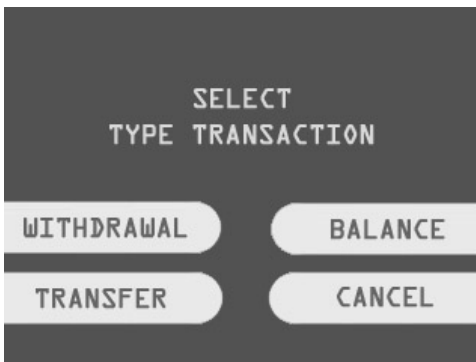 SELECT
TYPE TRANSACTION
WITHDRAWAL
BALANCE
TRANSFER
CANCEL